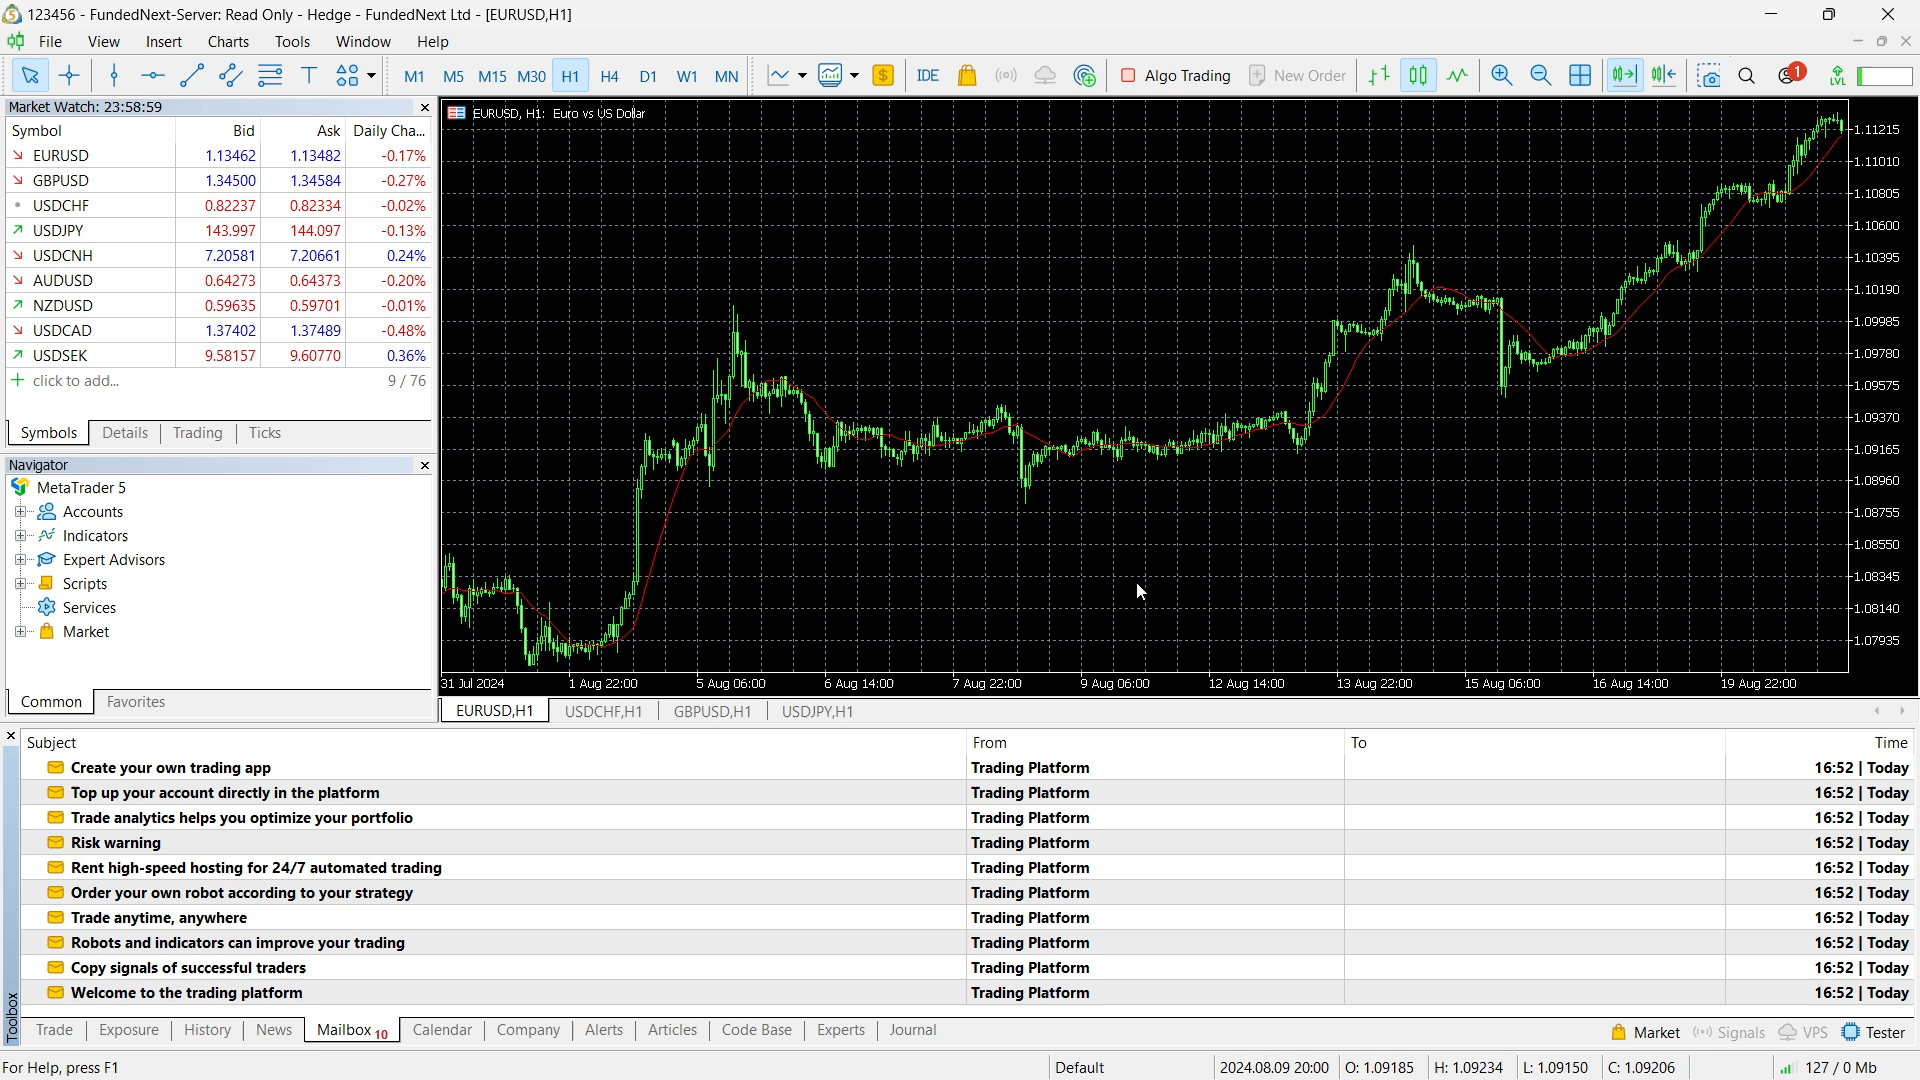 123456 - FundedNext-Server: Read Only - Hedge - FundedNext Ltd - [EURUSD,H1]
File View Insert Charts Tools Window Help
M1 M5 M15 M30 H1 H4 D1 W1 MN IDE Algo Trading New Order 1 LVL
Market Watch: 23:58:59
Symbol Bid Ask Daily Cha...
EURUSD 1.13462 1.13482 -0.17%
GBPUSD 1.34500 1.34584 -0.27%
USDCHF 0.82237 0.82334 -0.02%
USDJPY 143.997 144.097 -0.13%
USDCNH 7.20581 7.20661 0.24%
AUDUSD 0.64273 0.64373 -0.20%
NZDUSD 0.59635 0.59701 -0.01%
USDCAD 1.37402 1.37489 -0.48%
USDSEK 9.58157 9.60770 0.36%
click to add... 9 / 76
Symbols Details Trading Ticks
Navigator
MetaTrader 5
Accounts
Indicators
Expert Advisors
Scripts
Services
Market
Common Favorites
EURUSD, H1: Euro vs US Dollar
1.11215
1.11010
1.10805
1.10600
1.10395
1.10190
1.09985
1.09780
1.09575
1.09370
1.09165
1.08960
1.08755
1.08550
1.08345
1.08140
1.07935
31 Jul 2024 1 Aug 22:00 5 Aug 06:00 6 Aug 14:00 7 Aug 22:00 9 Aug 06:00 12 Aug 14:00 13 Aug 22:00 15 Aug 06:00 16 Aug 14:00 19 Aug 22:00
EURUSD,H1 USDCHF,H1 GBPUSD,H1 USDJPY,H1
Subject From To Time
Create your own trading app Trading Platform 16:52 | Today
Top up your account directly in the platform Trading Platform 16:52 | Today
Trade analytics helps you optimize your portfolio Trading Platform 16:52 | Today
Risk warning Trading Platform 16:52 | Today
Rent high-speed hosting for 24/7 automated trading Trading Platform 16:52 | Today
Order your own robot according to your strategy Trading Platform 16:52 | Today
Trade anytime, anywhere Trading Platform 16:52 | Today
Robots and indicators can improve your trading Trading Platform 16:52 | Today
Copy signals of successful traders Trading Platform 16:52 | Today
Welcome to the trading platform Trading Platform 16:52 | Today
Toolbox
Trade Exposure History News Mailbox 10 Calendar Company Alerts Articles Code Base Experts Journal Market Signals VPS Tester
For Help, press F1 Default 2024.08.09 20:00 O: 1.09185 H: 1.09234 L: 1.09150 C: 1.09206 127 / 0 Mb